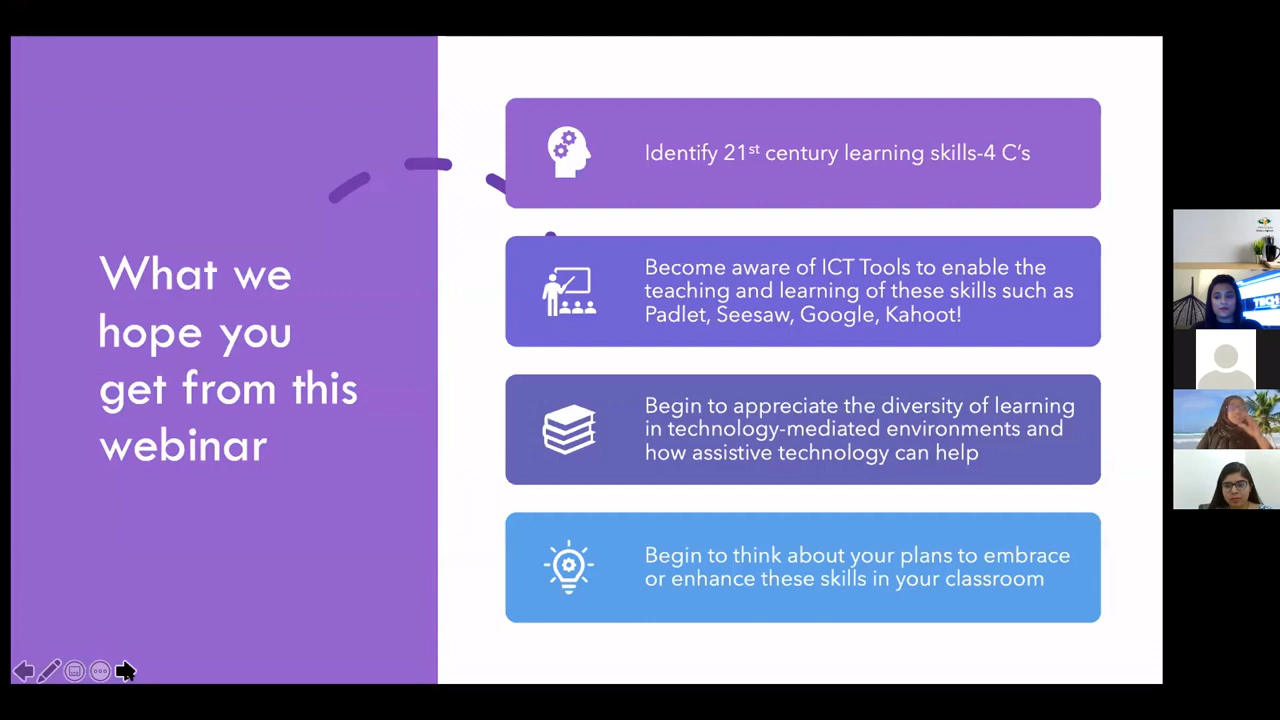 What we
hope you
get from this
webinar
Identify 21st century learning skills-4 C's
Become aware of ICT Tools to enable the
teaching and learning of these skills such as
Padlet, Seesaw, Google, Kahoot!
Begin to appreciate the diversity of learning
in technology-mediated environments and
how assistive technology can help
Begin to think about your plans to embrace
or enhance these skills in your classroom
TECH